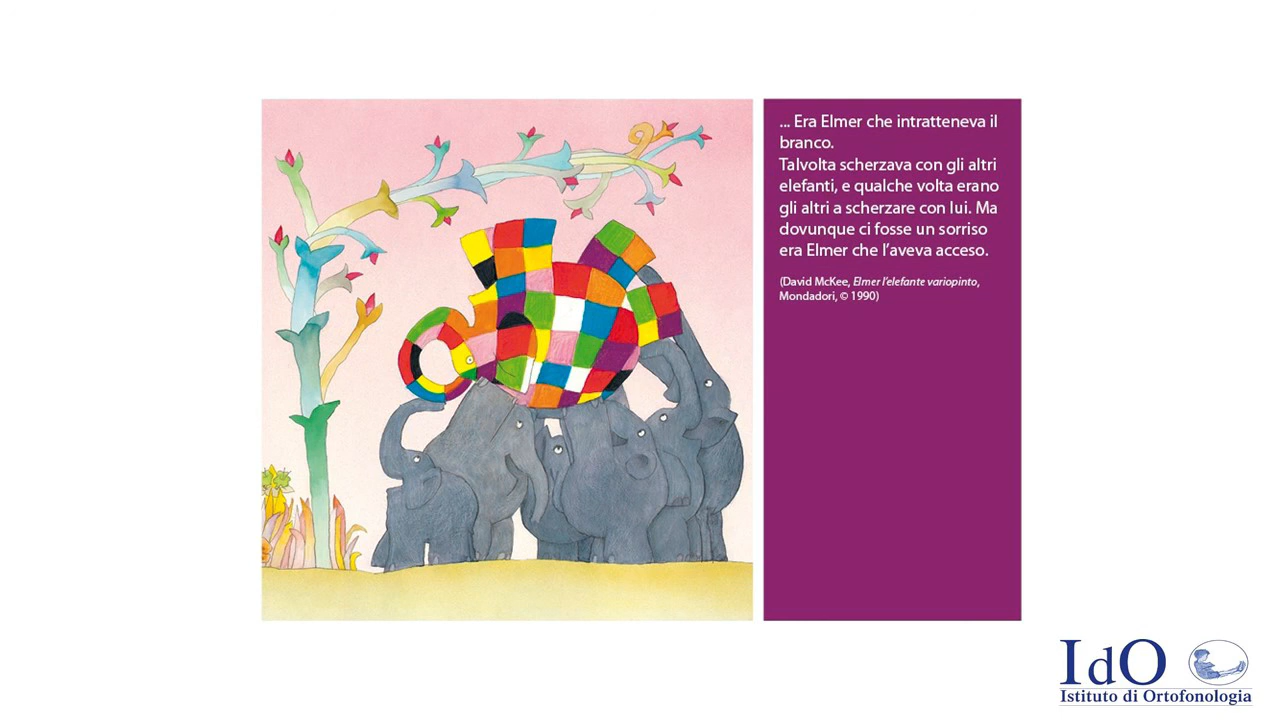 ... Era Elmer che intratteneva il
branco.
Talvolta scherzava con gli altri
elefanti, e qualche volta erano
gli altri a scherzare con lui. Ma
dovunque ci fosse un sorriso
era Elmer che l’aveva acceso.
(David McKee, Elmer l’elefante variopinto,
Mondadori, © 1990)
IdO
Istituto di Ortofonologia